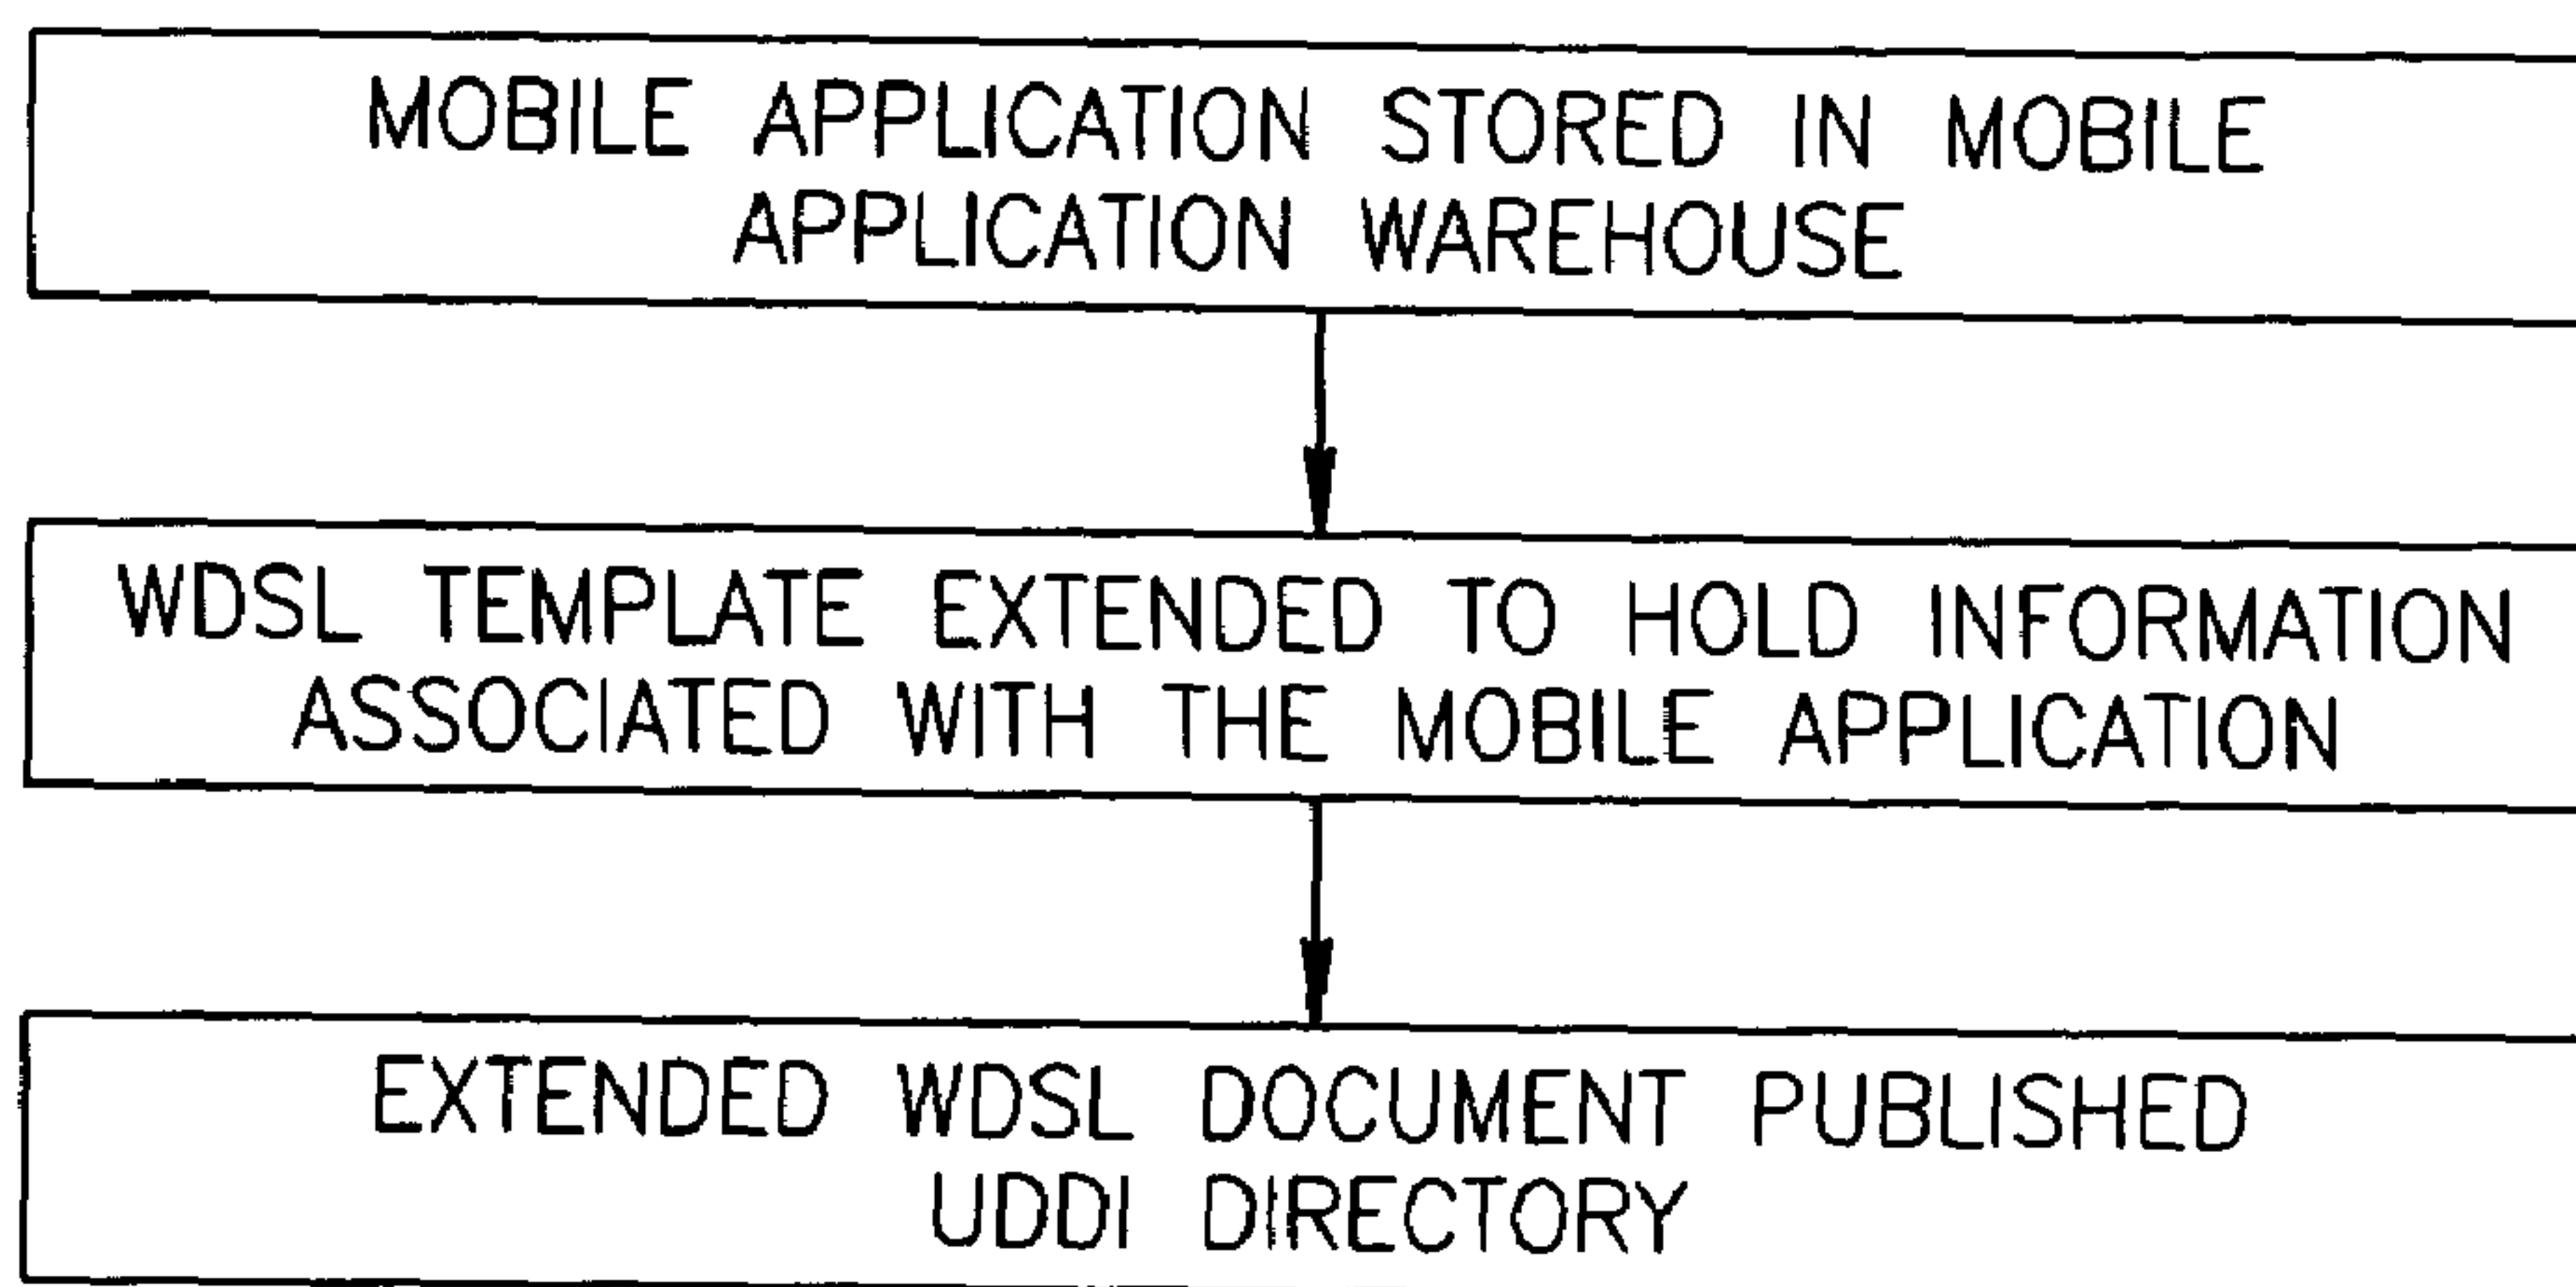 MOBILE APPLICATION STORED IN MOBILE
APPLICATION WAREHOUSE
WDSL TEMPLATE EXTENDED TO HOLD INFORMATION
ASSOCIATED WITH THE MOBILE APPLICATION
EXTENDED WDSL DOCUMENT PUBLISHED
UDDI DIRECTORY